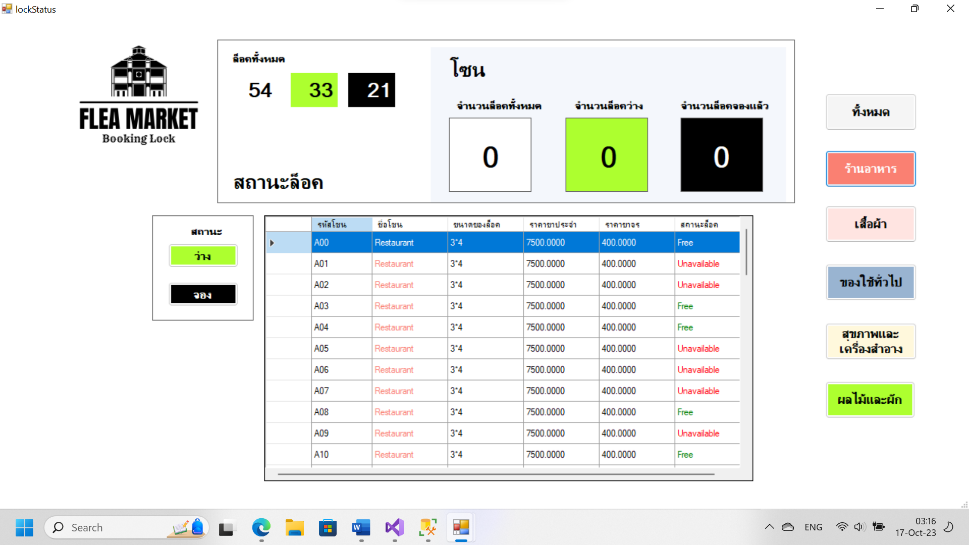 lockStatus
FLEA MARKET
Booking Lock
ล็อคทั้งหมด
54 33 21
สถานะล็อค
โซน
จำนวนล็อคทั้งหมด จำนวนล็อคว่าง จำนวนล็อคจองแล้ว
0 0 0
ทั้งหมด
ร้านอาหาร
เสื้อผ้า
ของใช้ทั่วไป
สุขภาพและ
เครื่องสำอาง
ผลไม้และผัก
สถานะ
ว่าง
จอง
รหัสโซน ชื่อโซน ขนาดของล็อค ราคาขาประจำ ราคาขาจร สถานะล็อค
A00 Restaurant 3*4 7500.0000 400.0000 Free
A01 Restaurant 3*4 7500.0000 400.0000 Unavailable
A02 Restaurant 3*4 7500.0000 400.0000 Unavailable
A03 Restaurant 3*4 7500.0000 400.0000 Free
A04 Restaurant 3*4 7500.0000 400.0000 Free
A05 Restaurant 3*4 7500.0000 400.0000 Unavailable
A06 Restaurant 3*4 7500.0000 400.0000 Unavailable
A07 Restaurant 3*4 7500.0000 400.0000 Unavailable
A08 Restaurant 3*4 7500.0000 400.0000 Free
A09 Restaurant 3*4 7500.0000 400.0000 Unavailable
A10 Restaurant 3*4 7500.0000 400.0000 Free
Search
ENG
03:16
17-Oct-23